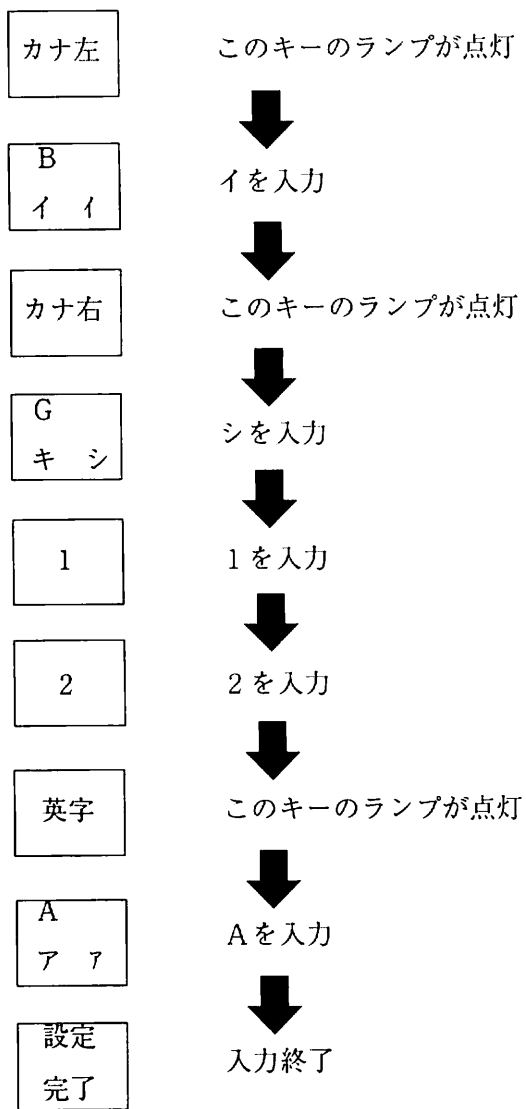 カナ左 このキーのランプが点灯
B
イ ィ イを入力
カナ右 このキーのランプが点灯
G
キ シ シを入力
1 1を入力
2 2を入力
英字 このキーのランプが点灯
A
ア ァ Aを入力
設定
完了 入力終了